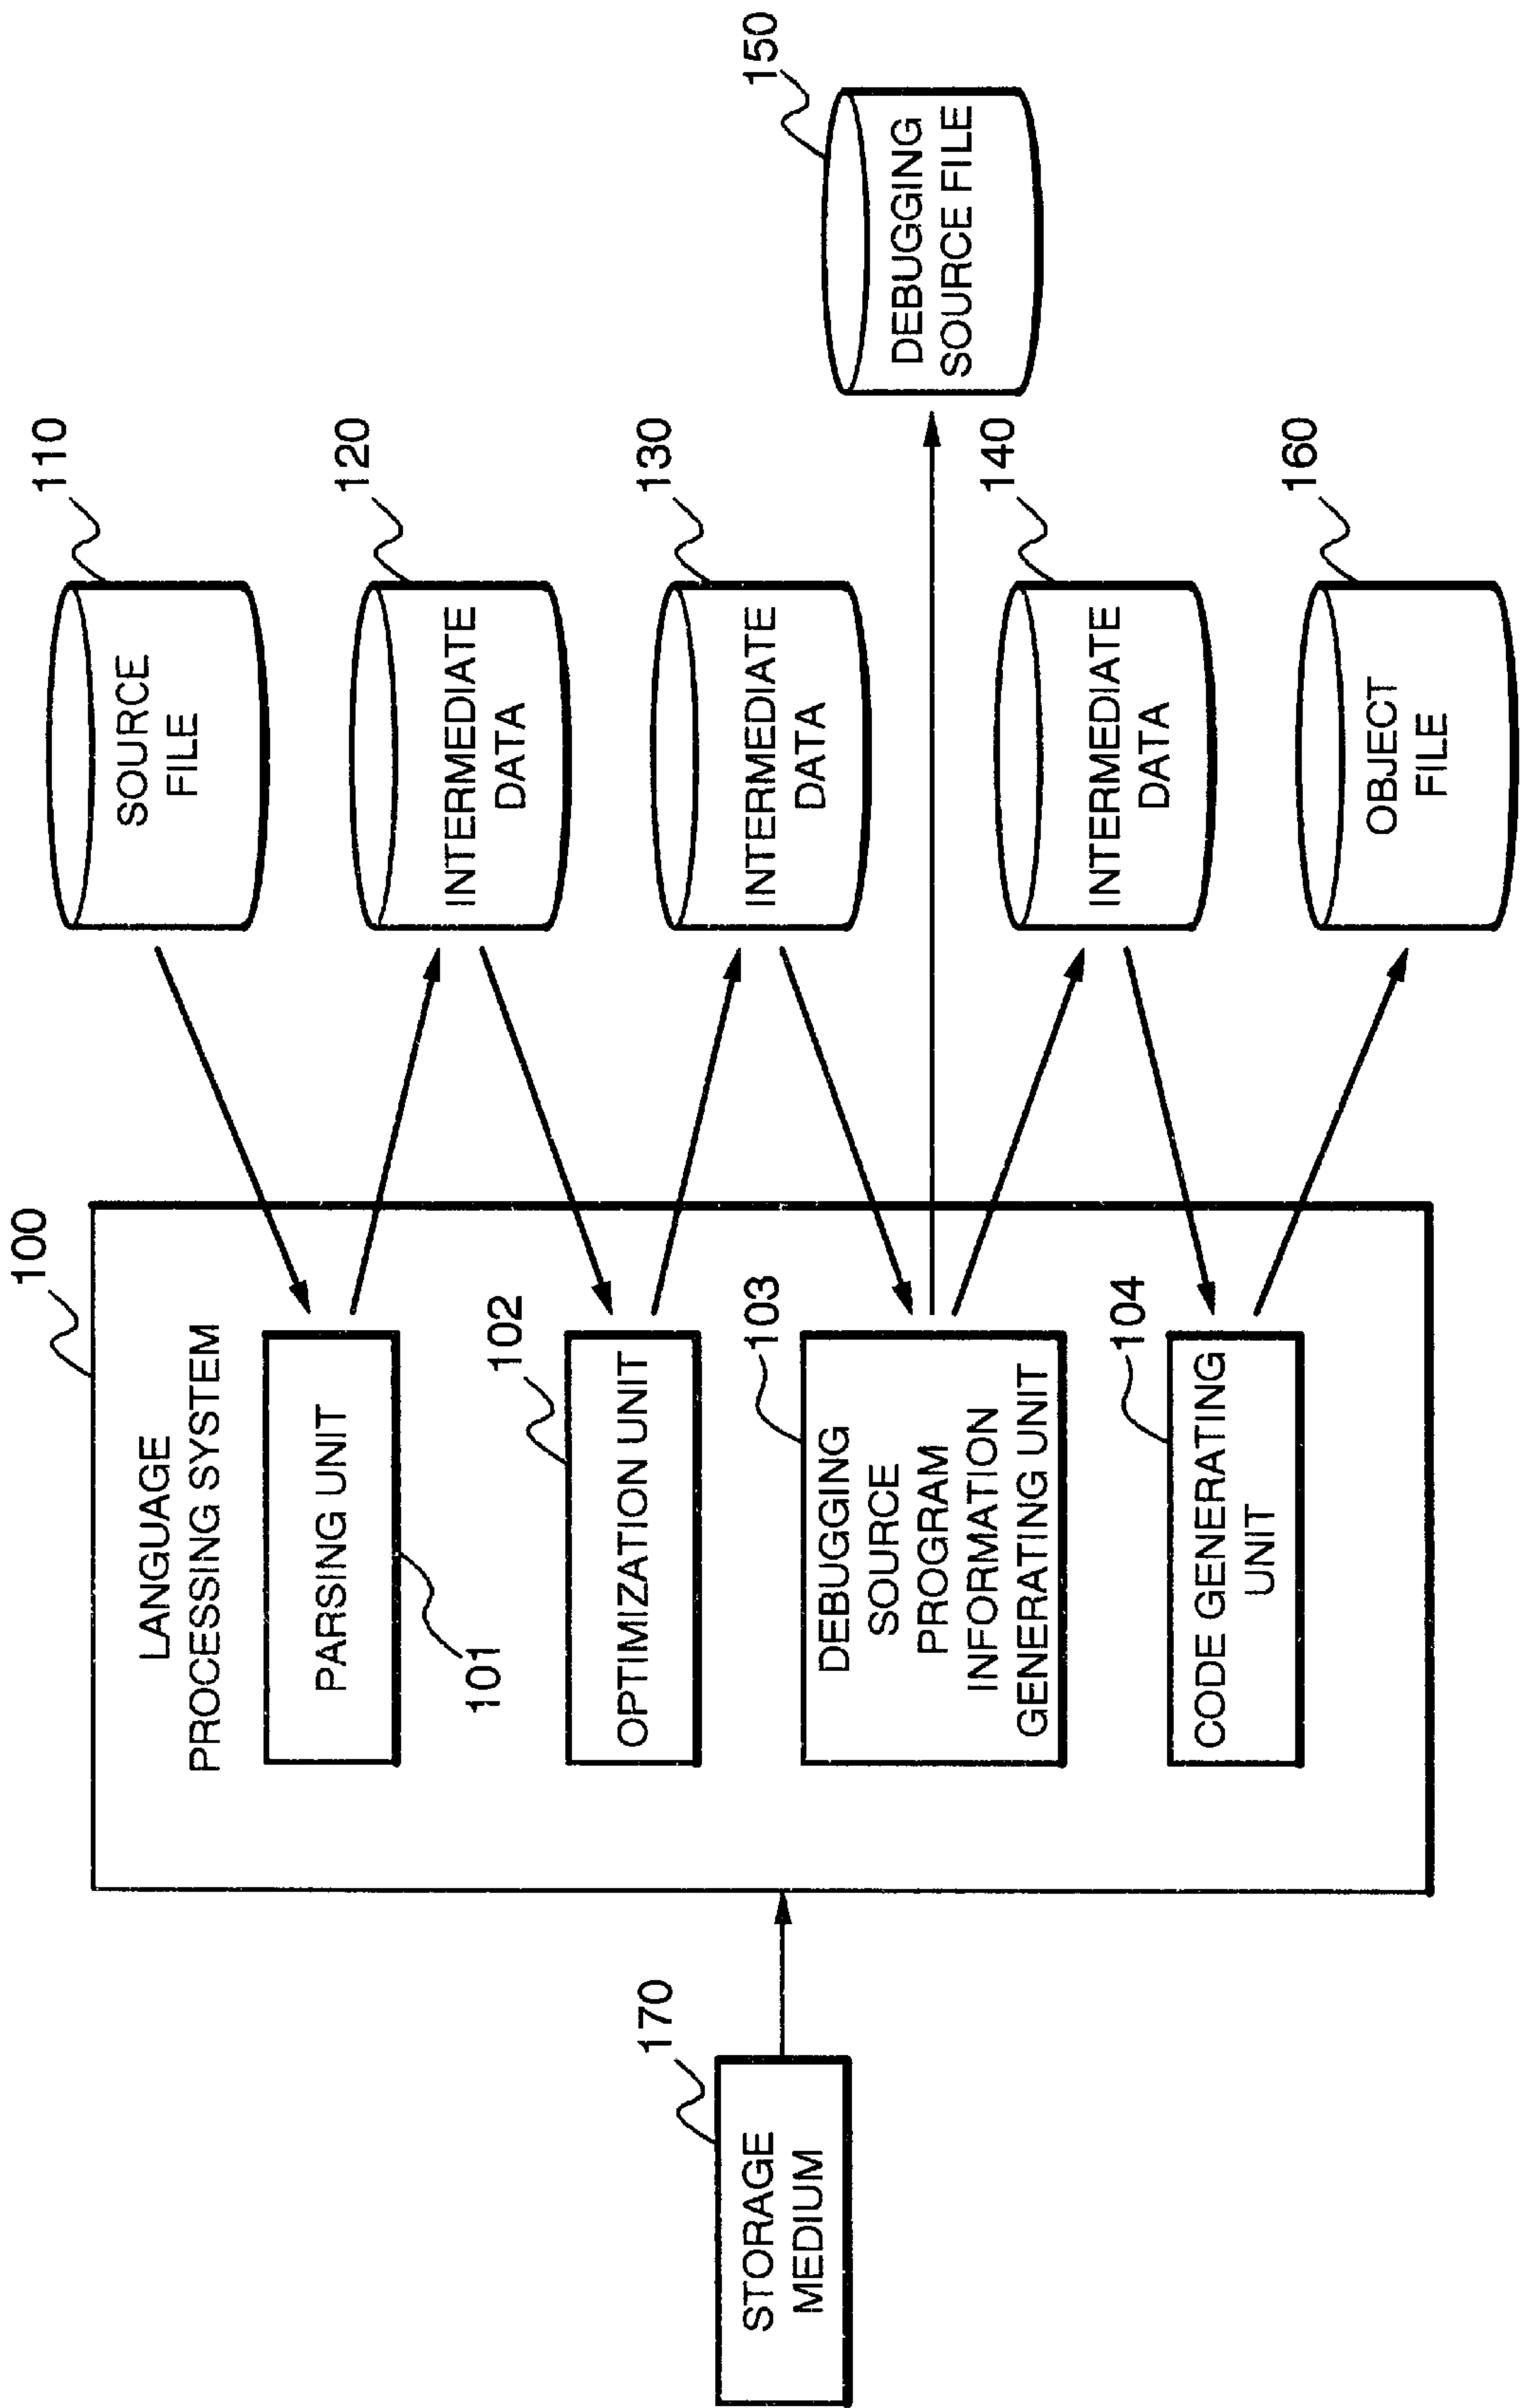 100
LANGUAGE
PROCESSING SYSTEM
PARSING UNIT
101
102
OPTIMIZATION UNIT
103
DEBUGGING
SOURCE
PROGRAM
INFORMATION
GENERATING UNIT
104
CODE GENERATING
UNIT
170
STORAGE
MEDIUM
110
SOURCE
FILE
120
INTERMEDIATE
DATA
130
INTERMEDIATE
DATA
150
DEBUGGING
SOURCE FILE
140
INTERMEDIATE
DATA
160
OBJECT
FILE